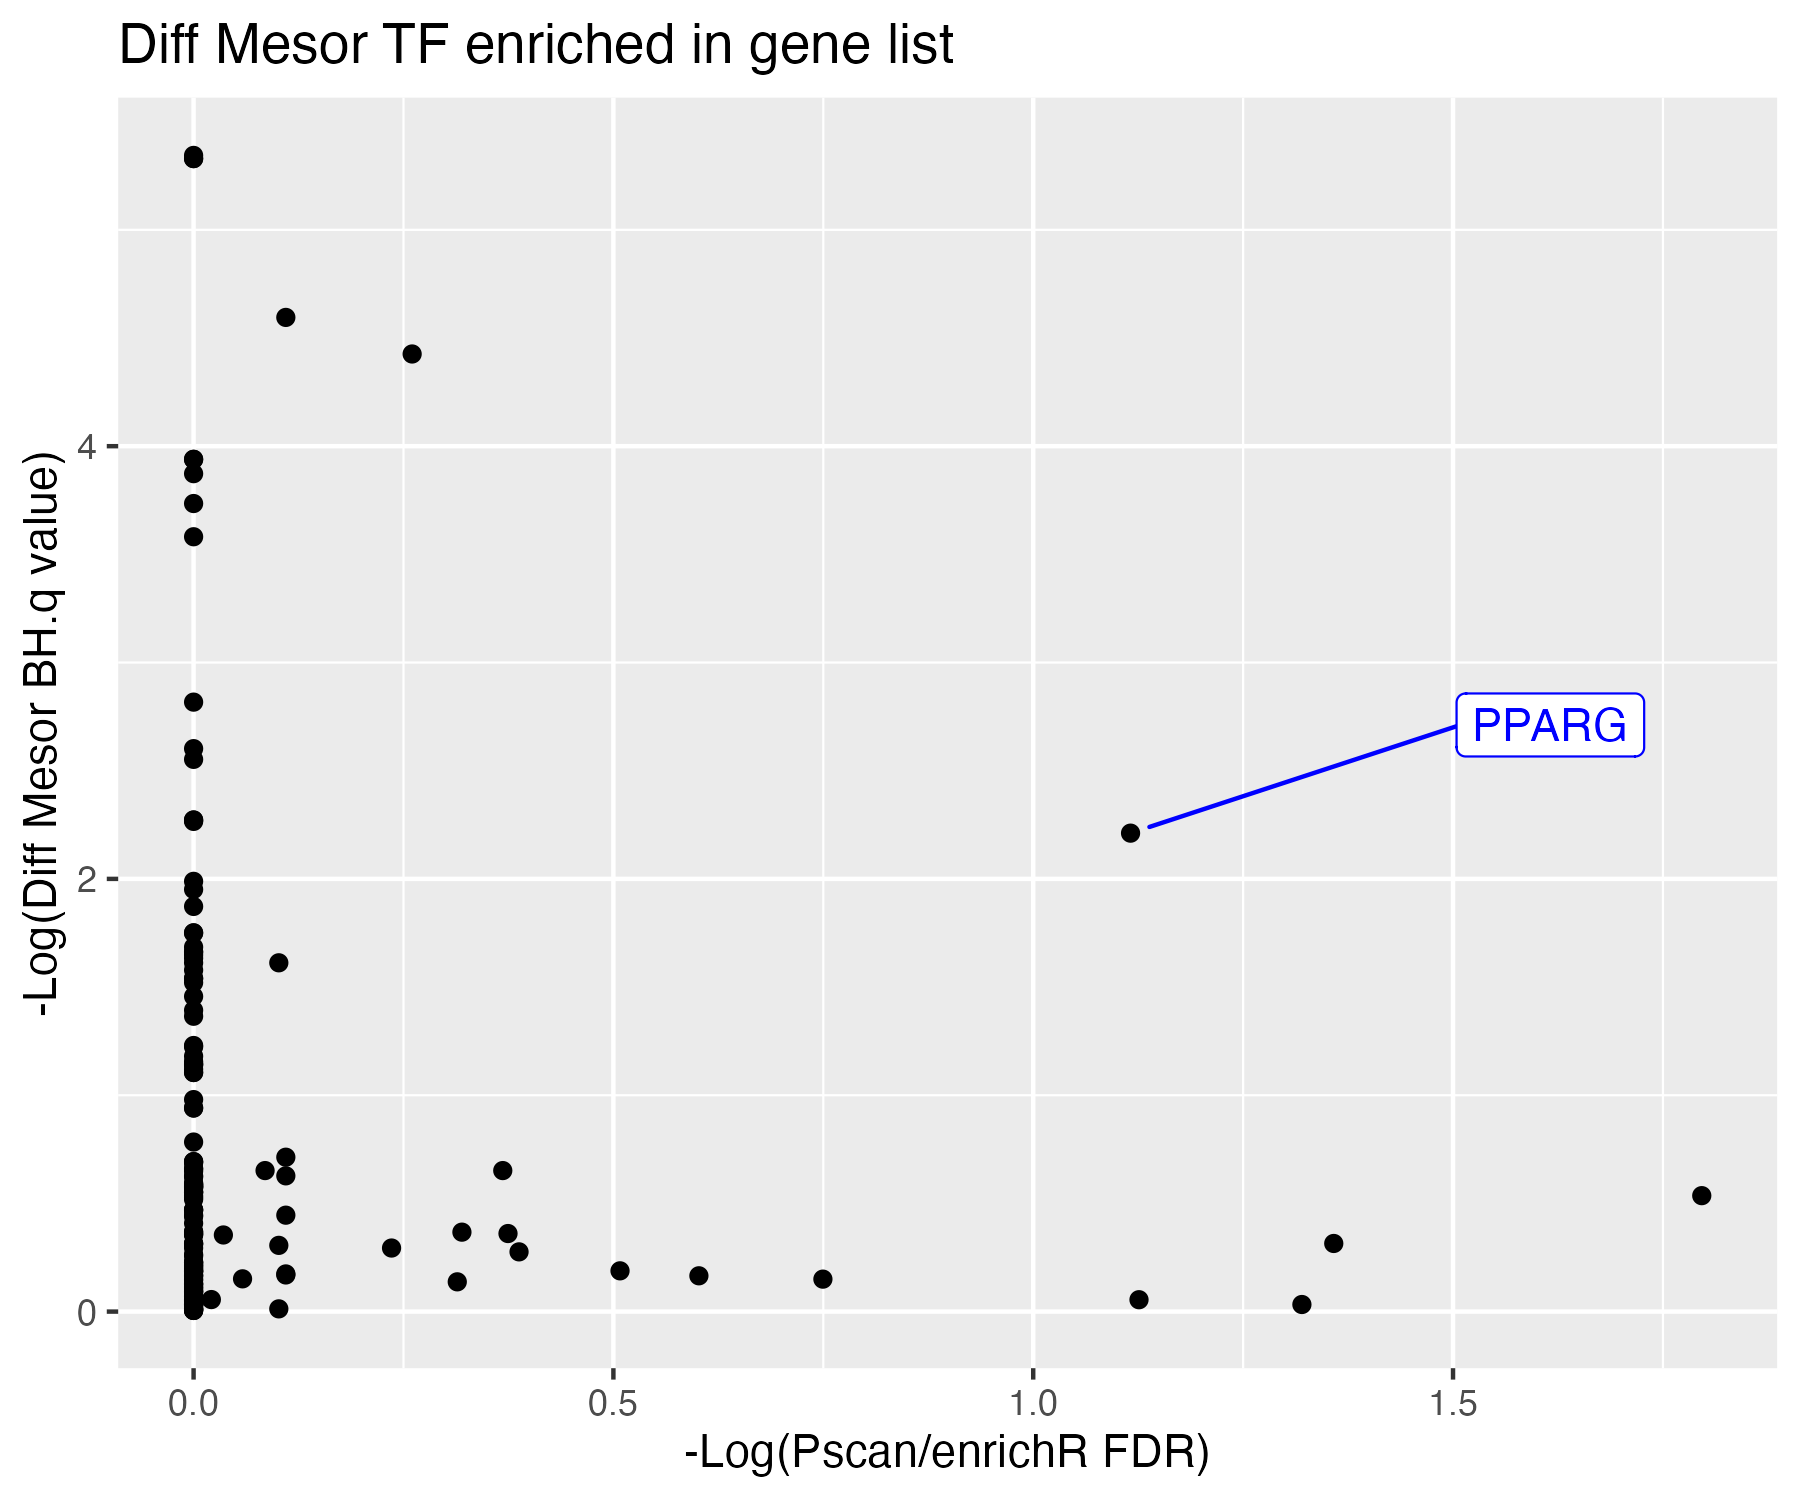 Diff Mesor TF enriched in gene list
-Log(Diff Mesor BH.q value)
4
2
0
PPARG
0.0 0.5 1.0 1.5
-Log(Pscan/enrichR FDR)